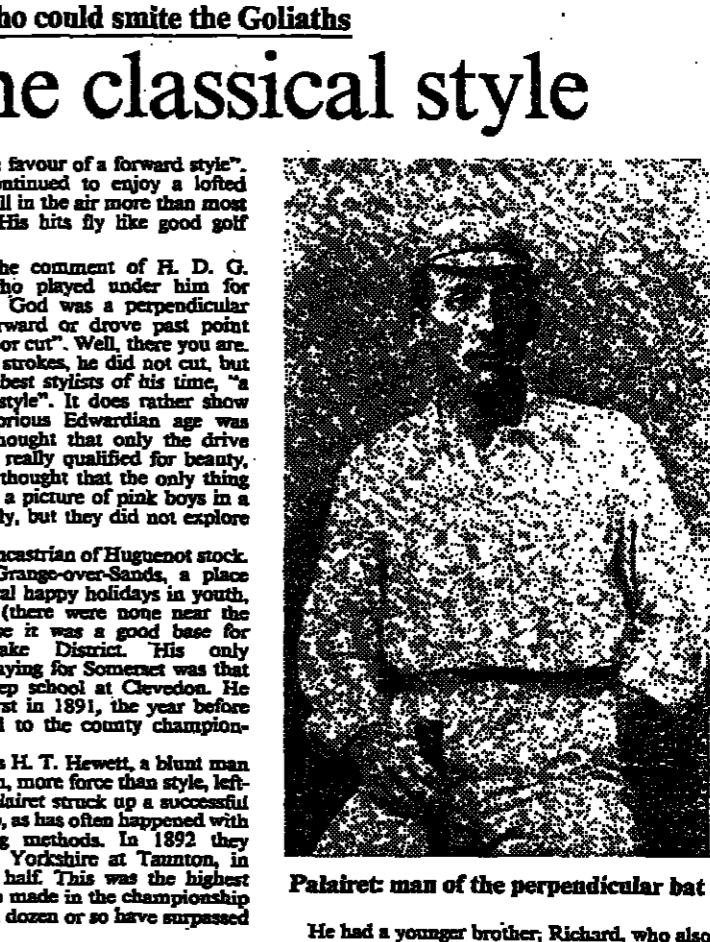 ho could smite the Goliaths
ne classical style
favour of a forward style".
ontinued to enjoy a lofted
ll in the air more than most
His hits fly like good golf
he comment of H. D. G.
ho played under him for
God was a perpendicular
rward or drove past point
or cut". Well, there you are.
strokes, he did not cut, but
best stylists of his time, "a
style". It does rather show
orious Edwardian age was
hought that only the drive
really qualified for beauty,
thought that the only thing
a picture of pink boys in a
ly, but they did not explore
ncastrian of Huguenot stock.
Grange-over-Sands, a place
al happy holidays in youth,
(there were none near the
se it was a good base for
ake District. His only
aying for Somerset was that
ep school at Clevedon. He
rst in 1891, the year before
d to the county champion-
s H. T. Hewett, a blunt man
n, more force than style, left-
lairet struck up a successful
o, as has often happened with
g methods. In 1892 they
Yorkshire at Taunton, in
half. This was the highest
p made in the championship
dozen or so have surpassed
Palairet: man of the perpendicular bat
He had a younger brother, Richard, who also